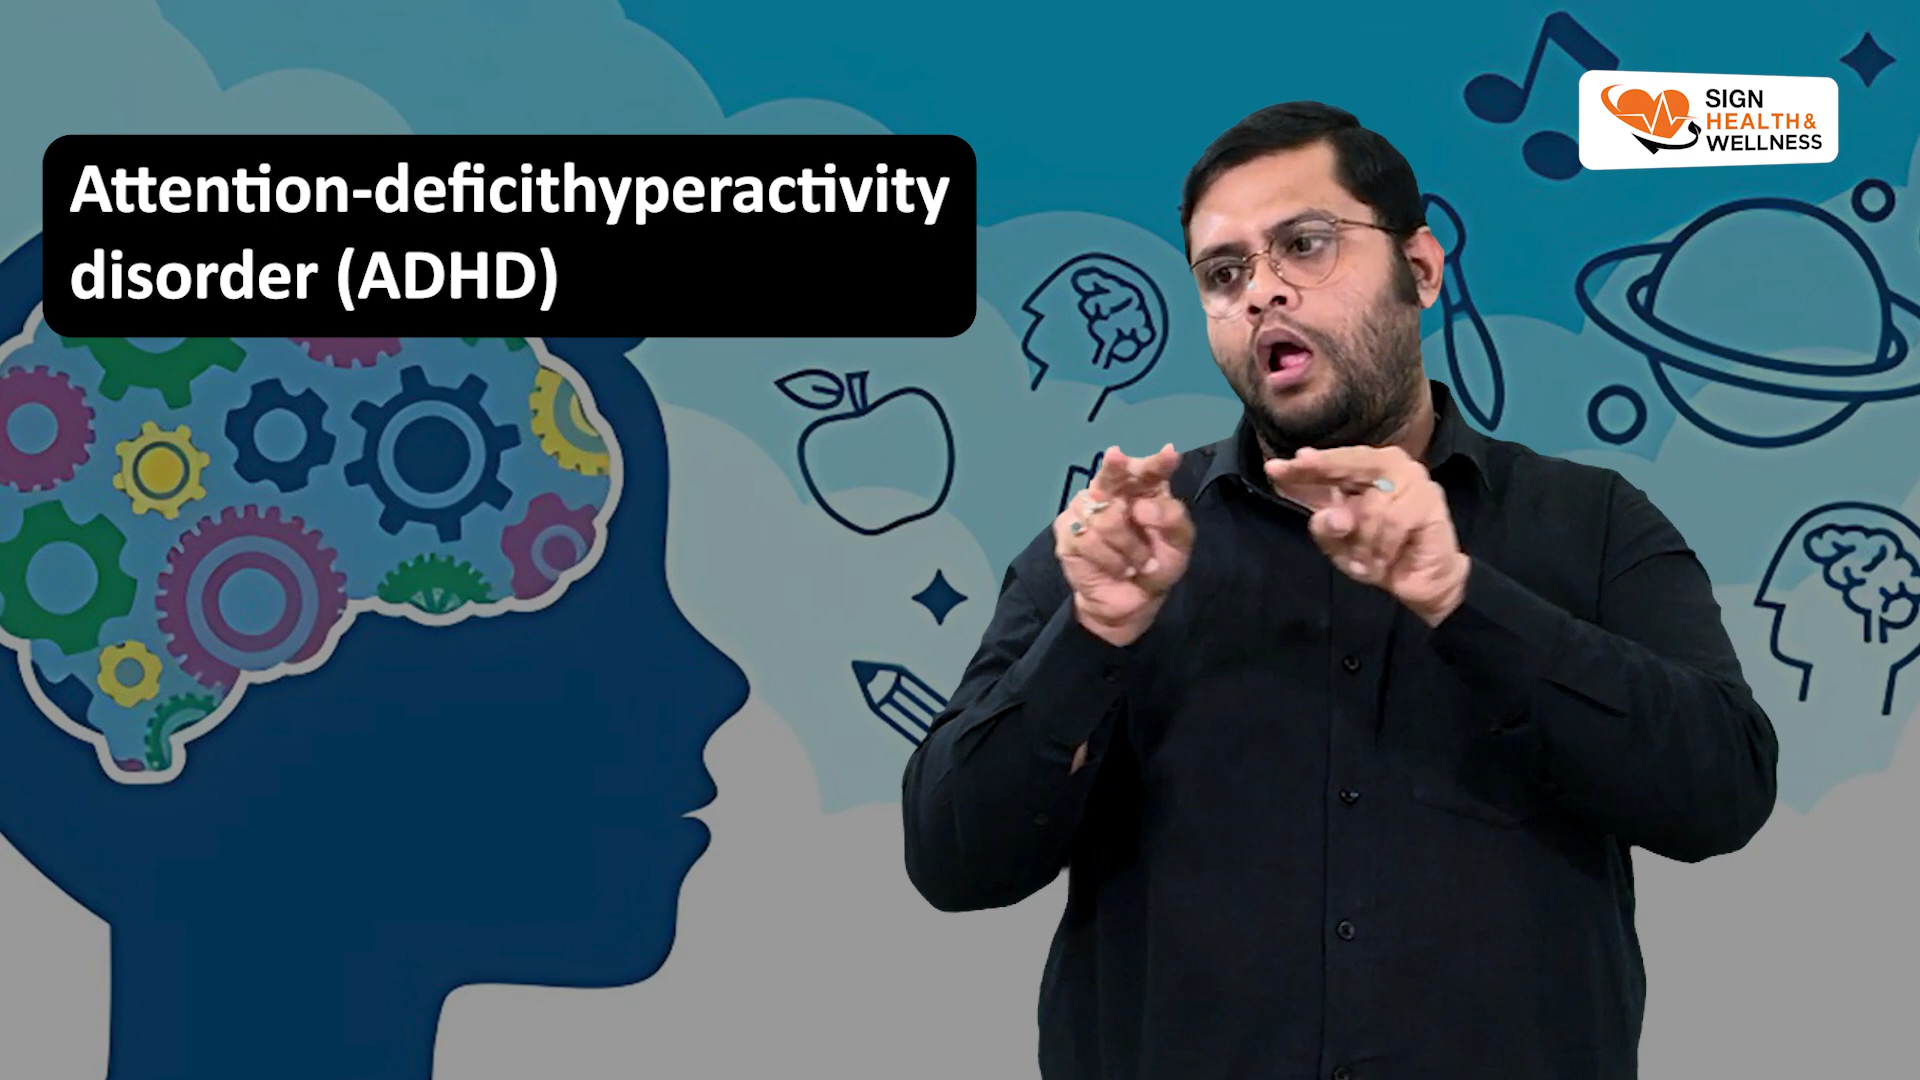 Attention-deficithyperactivity
disorder (ADHD)
SIGN
HEALTH &
WELLNESS